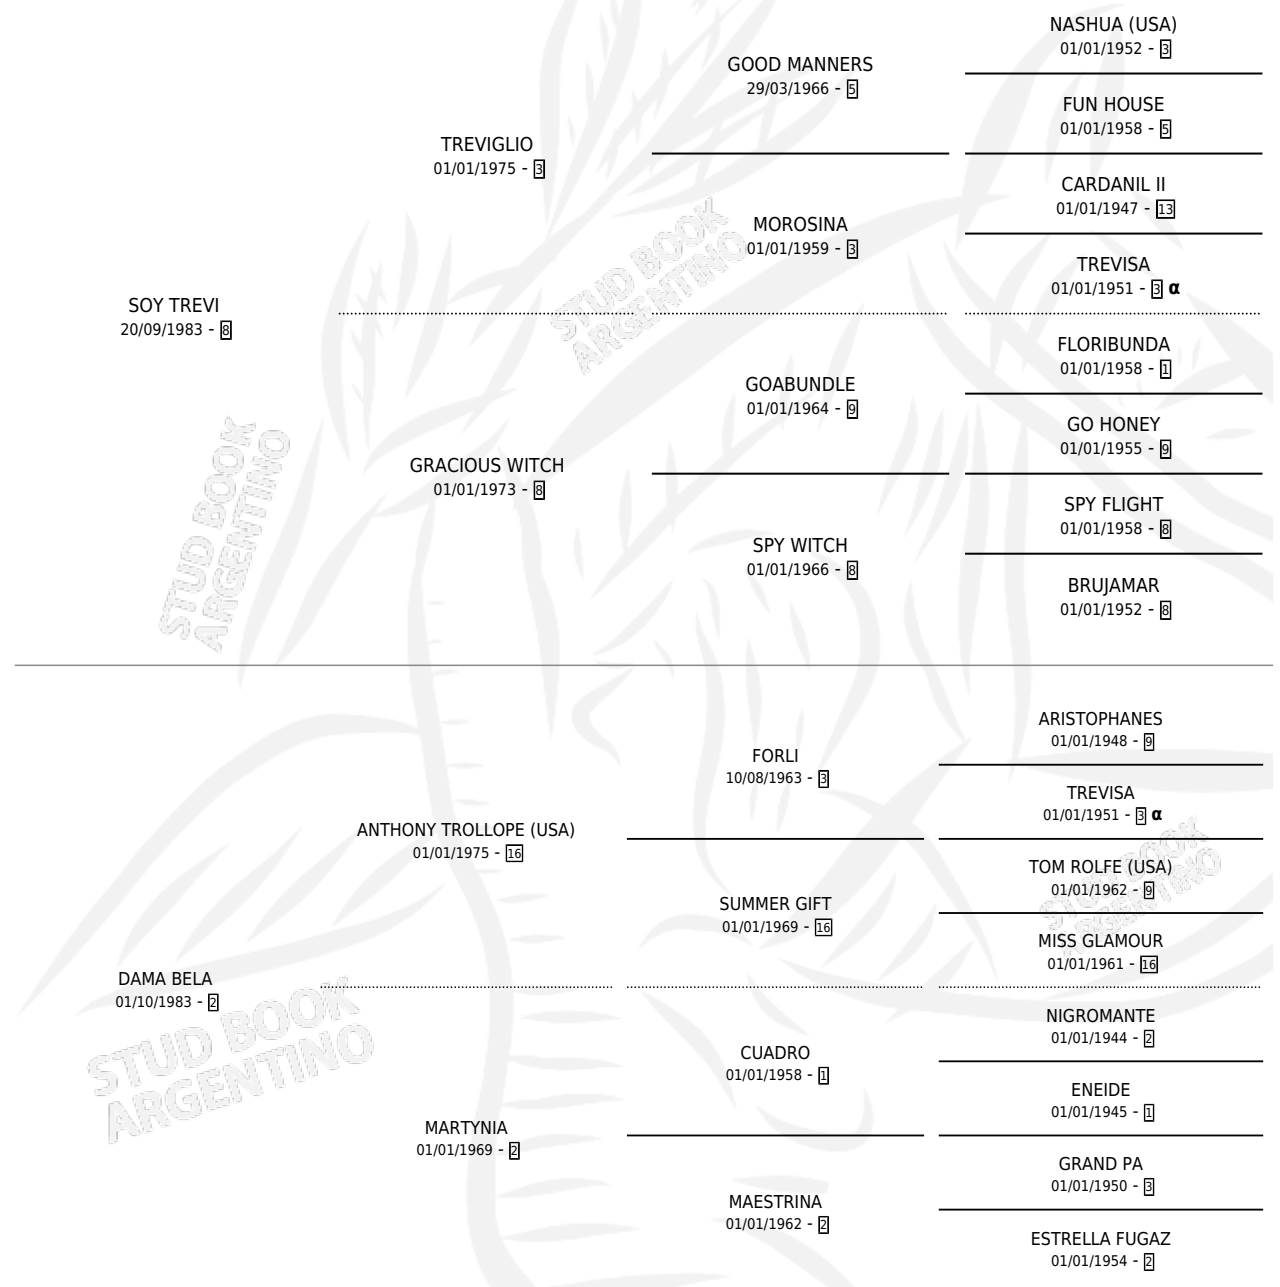 NASHUA (USA)
01/01/1952 - 3
GOOD MANNERS
29/03/1966 - 5
FUN HOUSE
01/01/1958 - 5
TREVIGLIO
01/01/1975 - 3
CARDANIL II
01/01/1947 - 13
MOROSINA
01/01/1959 - 3
TREVISA
01/01/1951 - 3 α
SOY TREVI
20/09/1983 - 8
FLORIBUNDA
01/01/1958 - 1
GOABUNDLE
01/01/1964 - 9
GO HONEY
01/01/1955 - 9
GRACIOUS WITCH
01/01/1973 - 8
SPY FLIGHT
01/01/1958 - 8
SPY WITCH
01/01/1966 - 8
BRUJAMAR
01/01/1952 - 8
ARISTOPHANES
01/01/1948 - 9
FORLI
10/08/1963 - 3
TREVISA
01/01/1951 - 3 α
ANTHONY TROLLOPE (USA)
01/01/1975 - 16
TOM ROLFE (USA)
01/01/1962 - 9
SUMMER GIFT
01/01/1969 - 16
MISS GLAMOUR
01/01/1961 - 16
DAMA BELA
01/10/1983 - 2
NIGROMANTE
01/01/1944 - 2
CUADRO
01/01/1958 - 1
ENEIDE
01/01/1945 - 1
MARTYNIA
01/01/1969 - 2
GRAND PA
01/01/1950 - 3
MAESTRINA
01/01/1962 - 2
ESTRELLA FUGAZ
01/01/1954 - 2
STUD BOOK
ARGENTINO
STUD BOOK
ARGENTINO
STUD BOOK
ARGENTINO
STUD BOOK
ARGENTINO